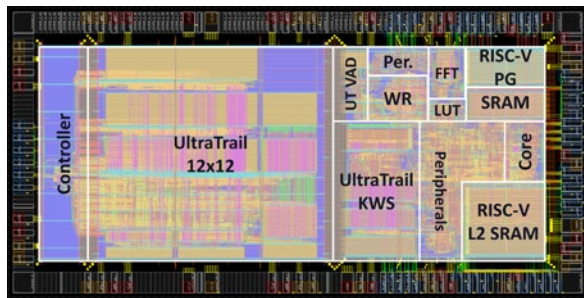 Controller
UltraTrail
12x12
UT VAD
Per.
WR
FFT
LUT
RISC-V
PG
SRAM
UltraTrail
KWS
Peripherals
Core
RISC-V
L2 SRAM